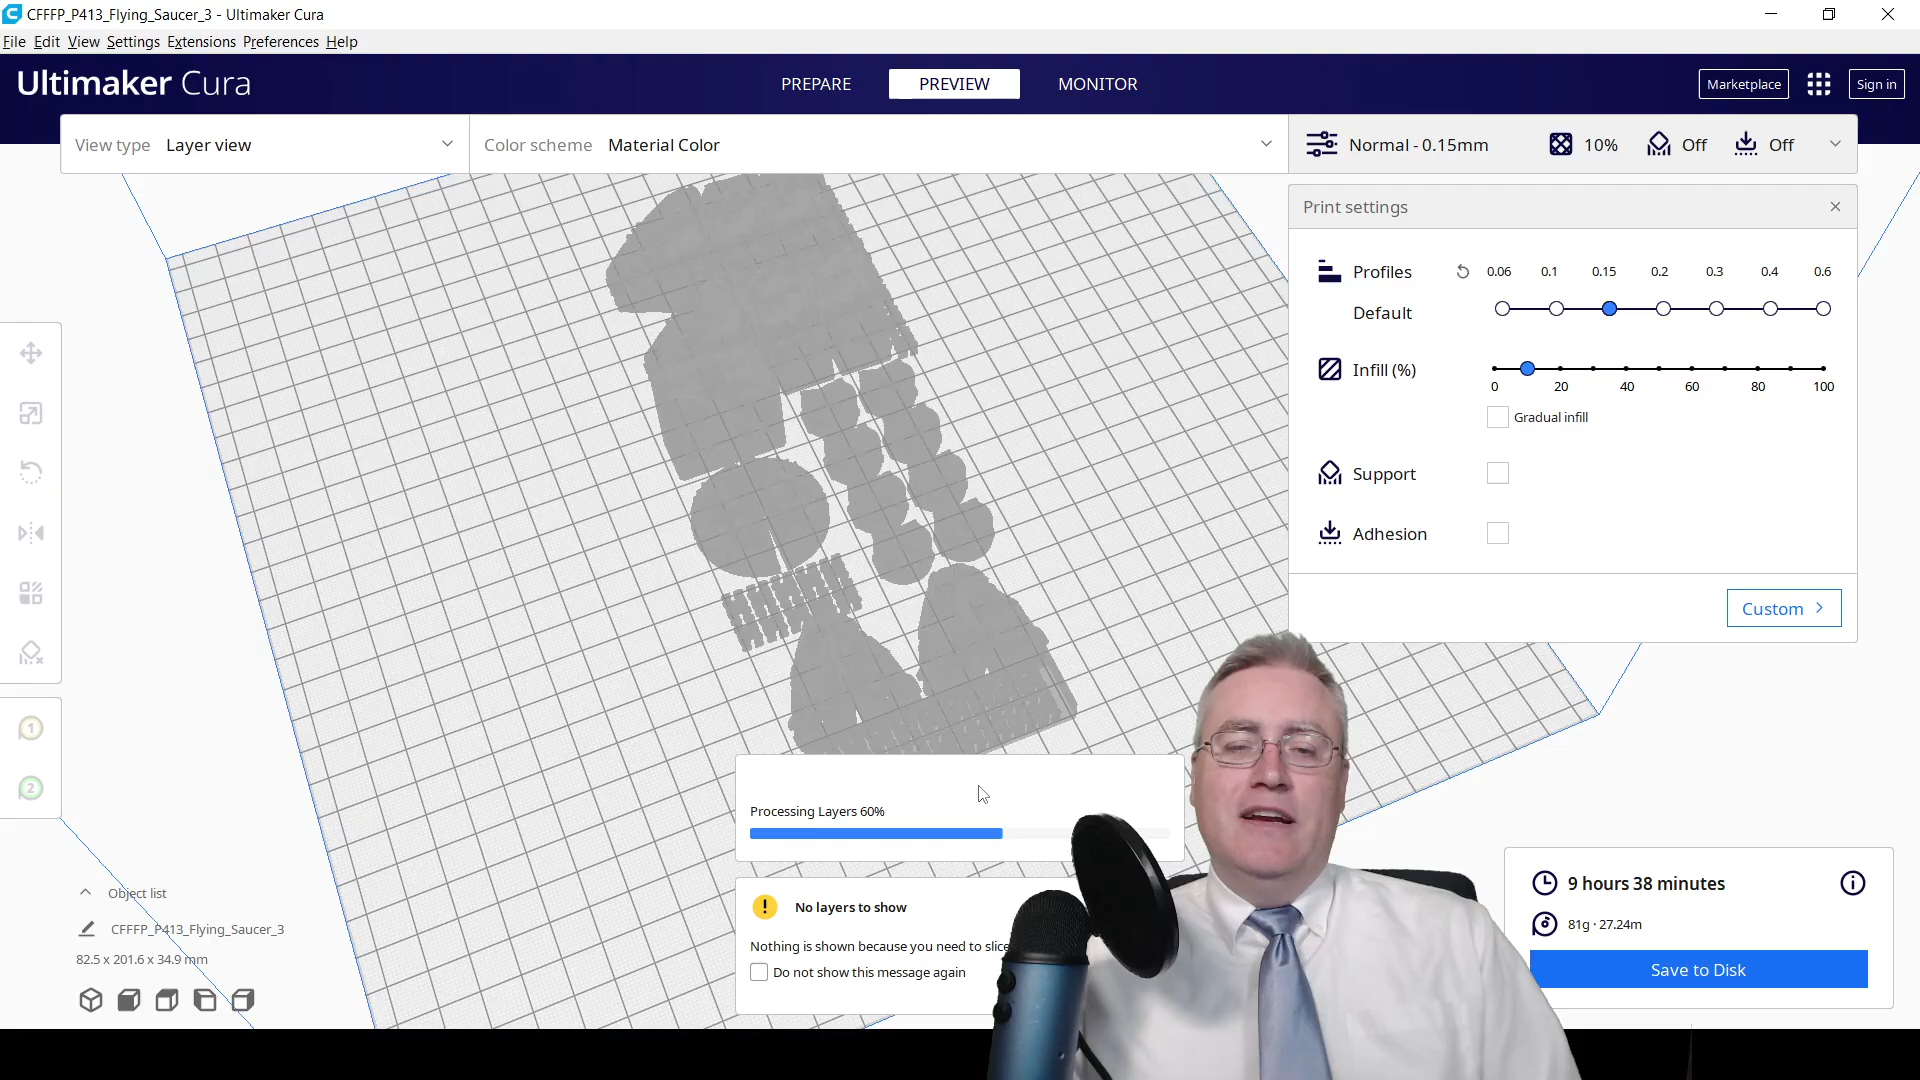 CFFFP_P413_Flying_Saucer_3 - Ultimaker Cura
File Edit View Settings Extensions Preferences Help
Ultimaker Cura
PREPARE
PREVIEW
MONITOR
Marketplace
Sign in
View type Layer view
Color scheme Material Color
Normal - 0.15mm
10%
Off
Off
Print settings
Profiles
0.06 0.1 0.15 0.2 0.3 0.4 0.6
Default
Infill (%)
0 20 40 60 80 100
Gradual infill
Support
Adhesion
Custom
1
2
Processing Layers 60%
No layers to show
Nothing is shown because you need to slice
Do not show this message again
Object list
CFFFP_P413_Flying_Saucer_3
82.5 x 201.6 x 34.9 mm
9 hours 38 minutes
81g · 27.24m
Save to Disk